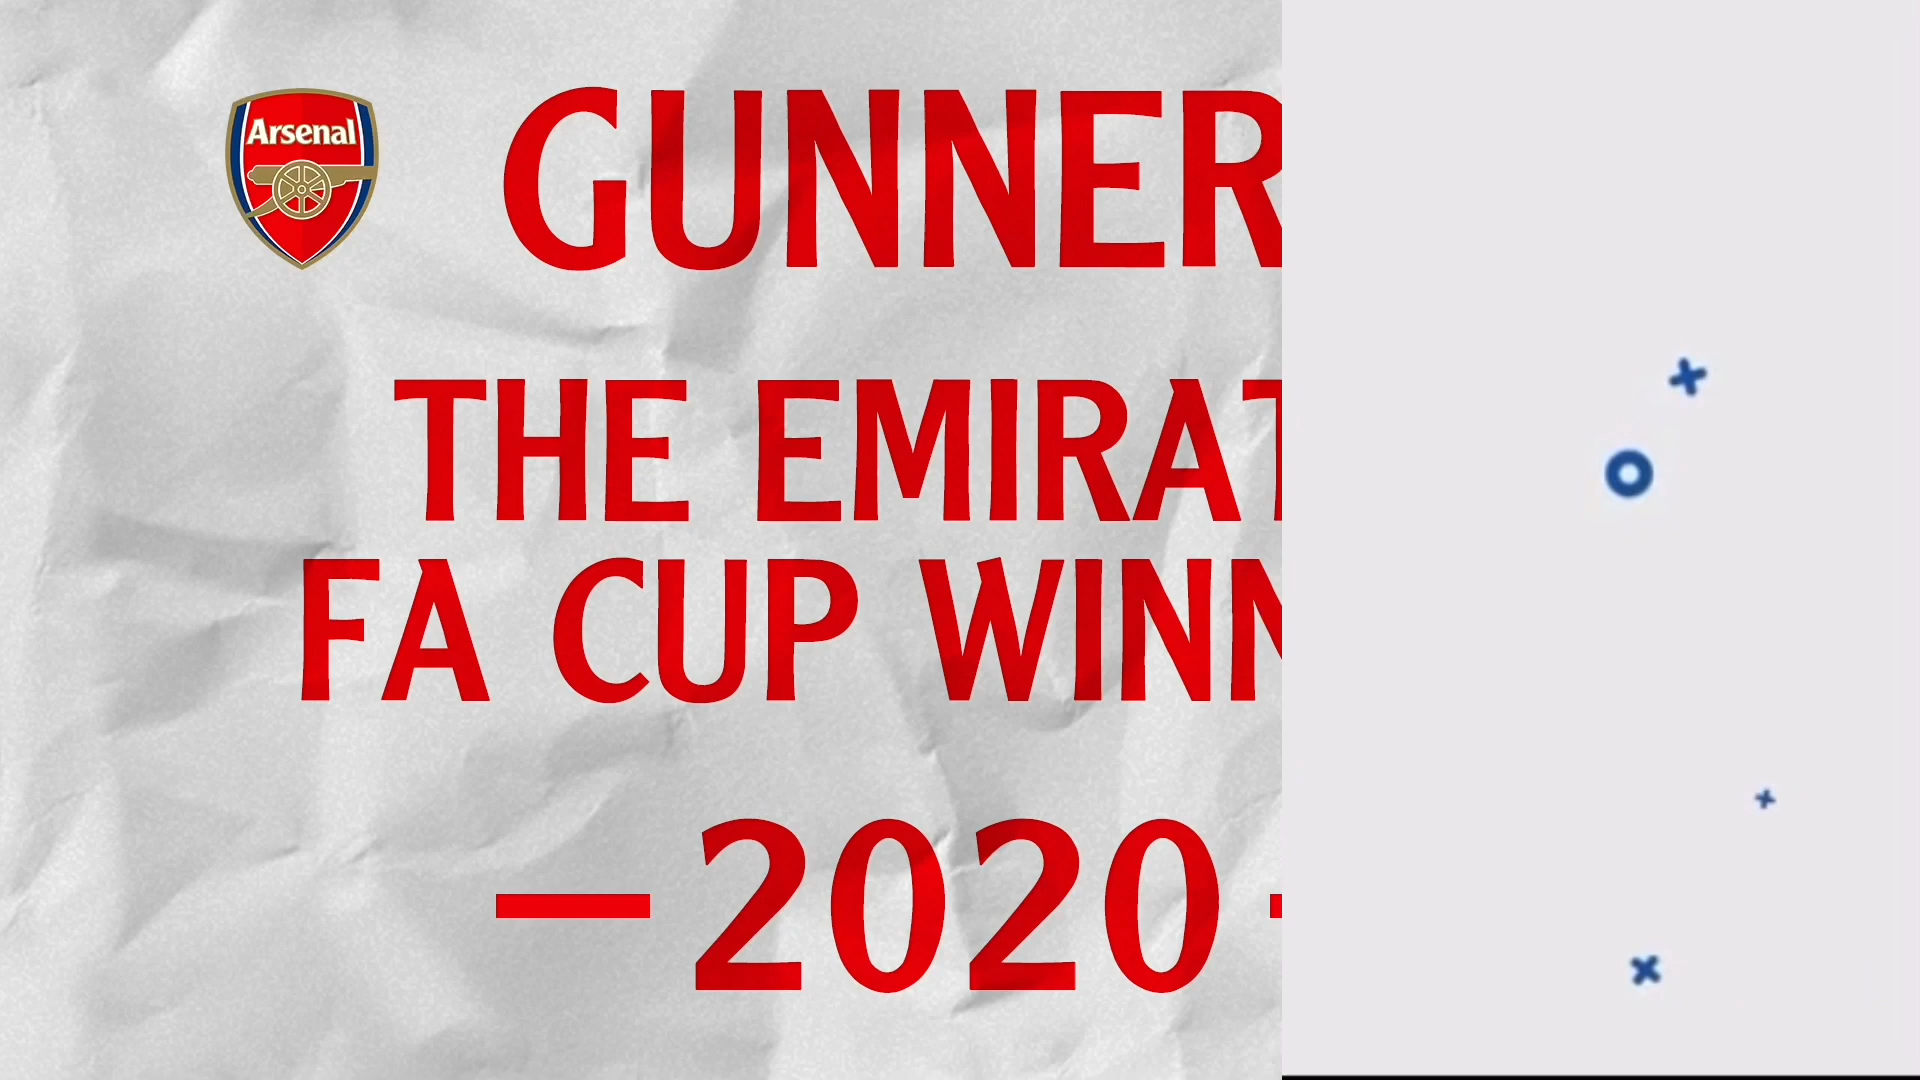 Arsenal
GUNNER
THE EMIRAT
FA CUP WINN
—2020-